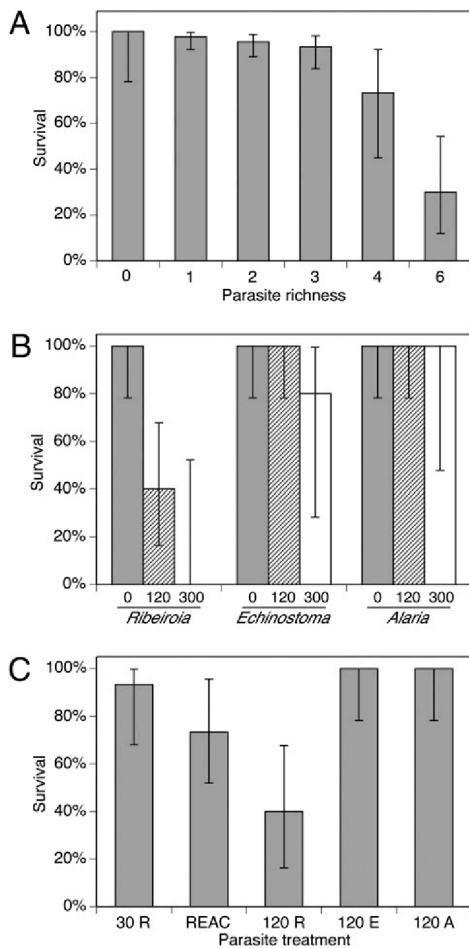 A
100%
80%
60%
40%
20%
0%
Survival
0 1 2 3 4 6
Parasite richness
B
100%
80%
60%
40%
20%
0%
Survival
0 120 300 0 120 300 0 120 300
Ribeiroia Echinostoma Alaria
C
100%
80%
60%
40%
20%
0%
Survival
30 R REAC 120 R 120 E 120 A
Parasite treatment